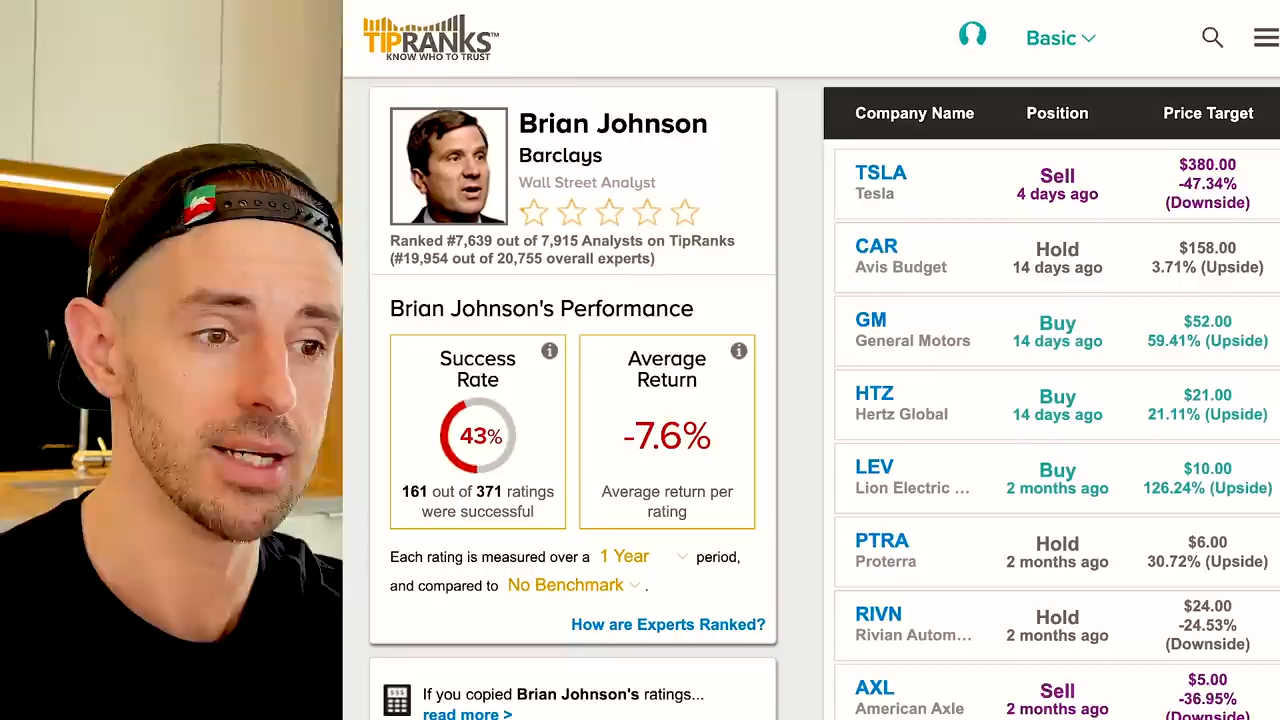 TIPRANKS™
KNOW WHO TO TRUST
Basic
Brian Johnson
Barclays
Wall Street Analyst
Ranked #7,639 out of 7,915 Analysts on TipRanks
(#19,954 out of 20,755 overall experts)
Brian Johnson's Performance
Success
Rate
43%
161 out of 371 ratings
were successful
Average
Return
-7.6%
Average return per
rating
Each rating is measured over a 1 Year period,
and compared to No Benchmark .
How are Experts Ranked?
If you copied Brian Johnson's ratings...
read more >
Company Name Position Price Target
TSLA
Tesla
Sell
4 days ago
$380.00
-47.34%
(Downside)
CAR
Avis Budget
Hold
14 days ago
$158.00
3.71% (Upside)
GM
General Motors
Buy
14 days ago
$52.00
59.41% (Upside)
HTZ
Hertz Global
Buy
14 days ago
$21.00
21.11% (Upside)
LEV
Lion Electric ...
Buy
2 months ago
$10.00
126.24% (Upside)
PTRA
Proterra
Hold
2 months ago
$6.00
30.72% (Upside)
RIVN
Rivian Autom...
Hold
2 months ago
$24.00
-24.53%
(Downside)
AXL
American Axle
Sell
2 months ago
$5.00
-36.95%
(Downside)